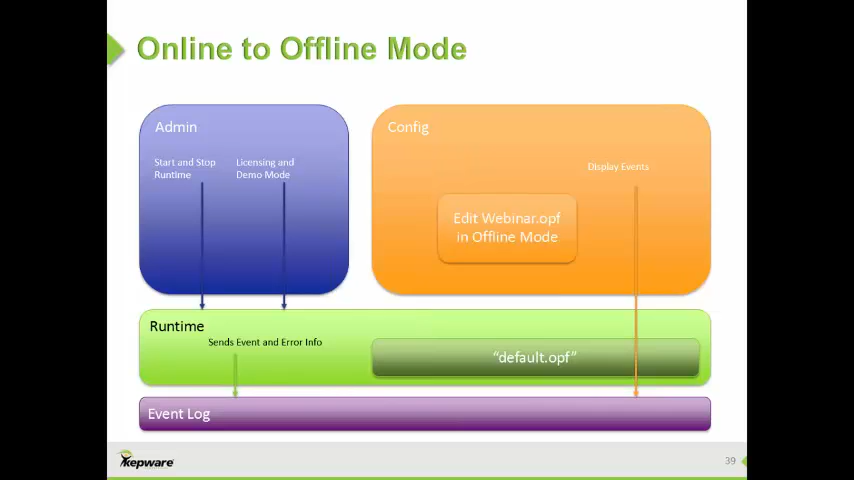 Online to Offline Mode
Admin
Start and Stop
Runtime
Licensing and
Demo Mode
Config
Display Events
Edit Webinar.opf
in Offline Mode
Runtime
Sends Event and Error Info
“default.opf”
Event Log
kepware
39